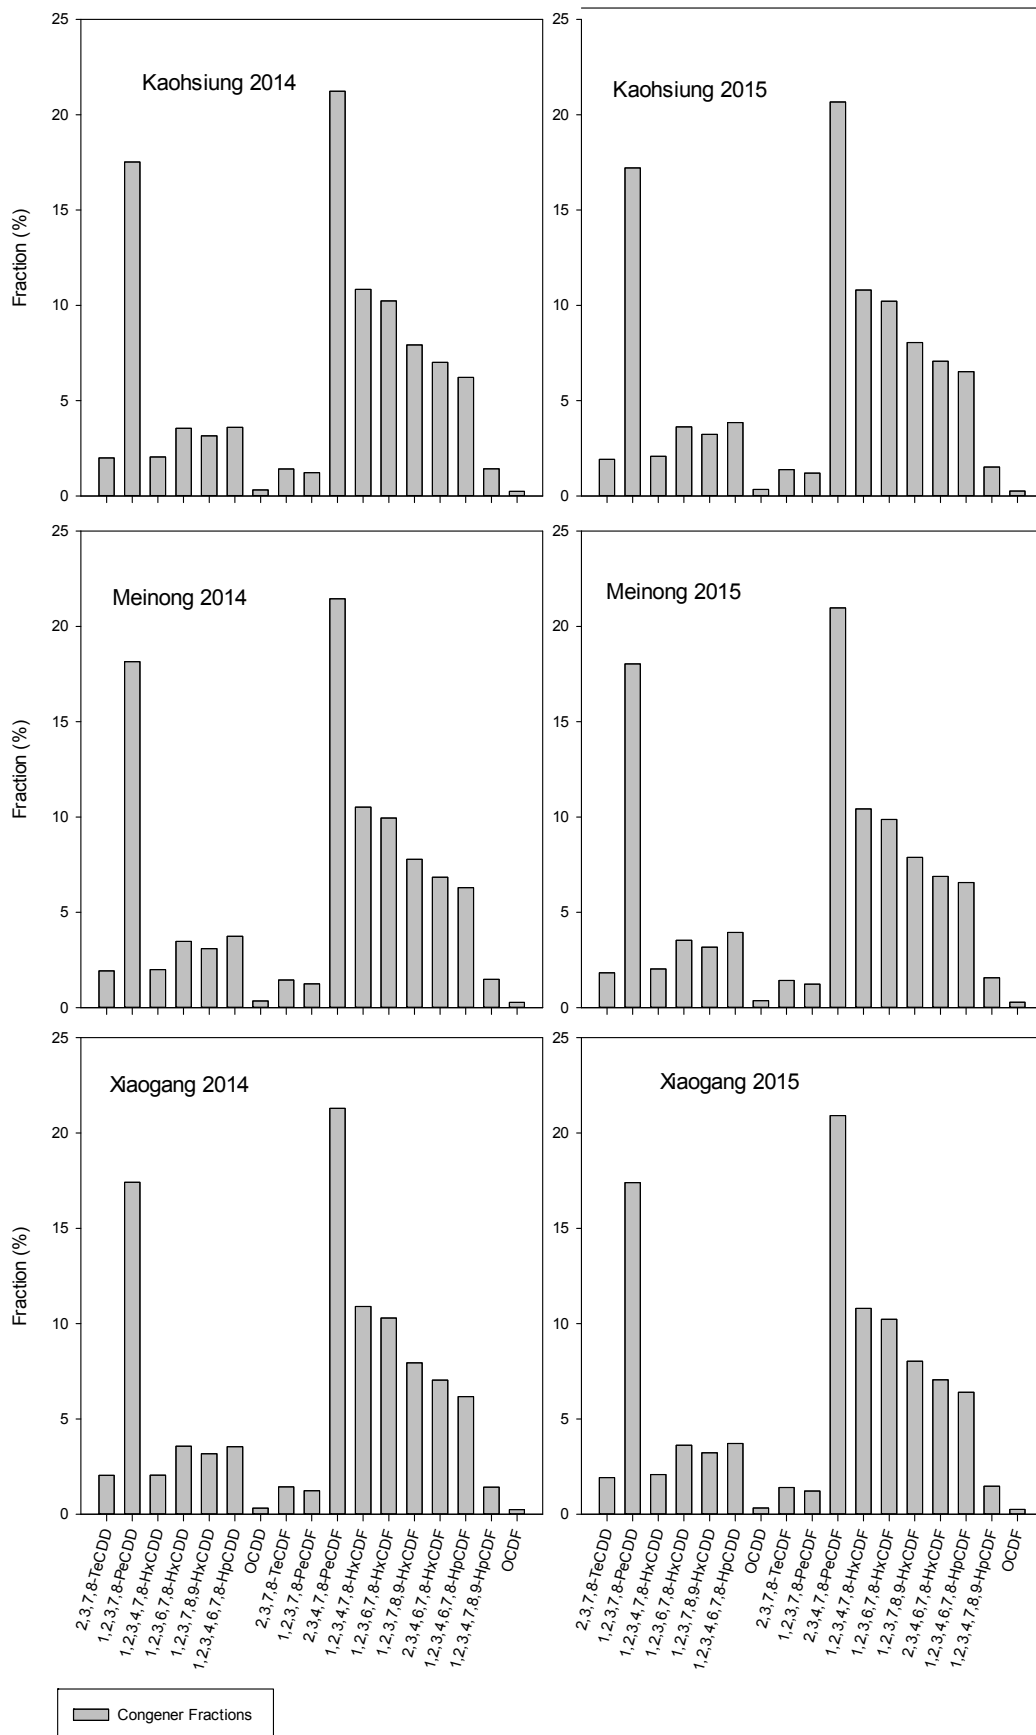 25
20
15
10
5
0
Fraction (%)
Kaohsiung 2014
25
20
15
10
5
0
Kaohsiung 2015
25
20
15
10
5
0
Fraction (%)
Meinong 2014
25
20
15
10
5
0
Meinong 2015
25
20
15
10
5
0
Fraction (%)
Xiaogang 2014
25
20
15
10
5
0
Xiaogang 2015
2,3,7,8-TeCDD
1,2,3,7,8-PeCDD
1,2,3,4,7,8-HxCDD
1,2,3,6,7,8-HxCDD
1,2,3,7,8,9-HxCDD
1,2,3,4,6,7,8-HpCDD
OCDD
2,3,7,8-TeCDF
1,2,3,7,8-PeCDF
2,3,4,7,8-PeCDF
1,2,3,4,7,8-HxCDF
1,2,3,6,7,8-HxCDF
1,2,3,7,8,9-HxCDF
2,3,4,6,7,8-HxCDF
1,2,3,4,6,7,8-HpCDF
1,2,3,4,7,8,9-HpCDF
OCDF
2,3,7,8-TeCDD
1,2,3,7,8-PeCDD
1,2,3,4,7,8-HxCDD
1,2,3,6,7,8-HxCDD
1,2,3,7,8,9-HxCDD
1,2,3,4,6,7,8-HpCDD
OCDD
2,3,7,8-TeCDF
1,2,3,7,8-PeCDF
2,3,4,7,8-PeCDF
1,2,3,4,7,8-HxCDF
1,2,3,6,7,8-HxCDF
1,2,3,7,8,9-HxCDF
2,3,4,6,7,8-HxCDF
1,2,3,4,6,7,8-HpCDF
1,2,3,4,7,8,9-HpCDF
OCDF
Congener Fractions